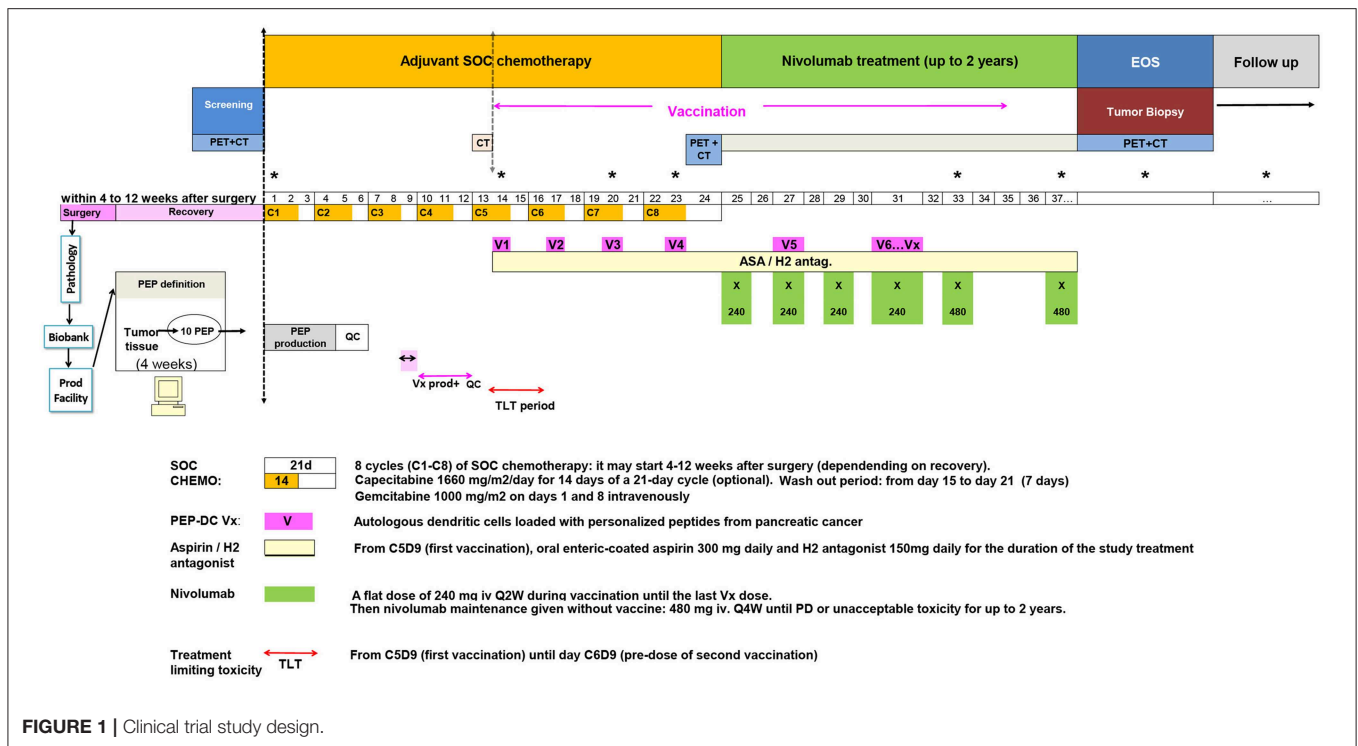 Adjuvant SOC chemotherapy
Nivolumab treatment (up to 2 years)
EOS
Follow up
Screening
Vaccination
Tumor Biopsy
PET+CT
CT
PET +
CT
PET+CT
* * * * * * * *
within 4 to 12 weeks after surgery
1 2 3 4 5 6 7 8 9 10 11 12 13 14 15 16 17 18 19 20 21 22 23 24 25 26 27 28 29 30 31 32 33 34 35 36 37... ...
Surgery
Recovery
C1 C2 C3 C4 C5 C6 C7 C8
V1 V2 V3 V4 V5 V6...Vx
ASA / H2 antag.
X X X X X X
240 240 240 240 480 480
Pathology
Biobank
Prod
Facility
PEP definition
Tumor
tissue
10 PEP
(4 weeks)
PEP
production
QC
Vx prod+ QC
TLT period
SOC
CHEMO:
21d
14
8 cycles (C1-C8) of SOC chemotherapy: it may start 4-12 weeks after surgery (dependending on recovery).
Capecitabine 1660 mg/m2/day for 14 days of a 21-day cycle (optional). Wash out period: from day 15 to day 21 (7 days)
Gemcitabine 1000 mg/m2 on days 1 and 8 intravenously
PEP-DC Vx:
V
Autologous dendritic cells loaded with personalized peptides from pancreatic cancer
Aspirin / H2
antagonist
From C5D9 (first vaccination), oral enteric-coated aspirin 300 mg daily and H2 antagonist 150mg daily for the duration of the study treatment
Nivolumab
A flat dose of 240 mg iv Q2W during vaccination until the last Vx dose.
Then nivolumab maintenance given without vaccine: 480 mg iv. Q4W until PD or unacceptable toxicity for up to 2 years.
Treatment
limiting toxicity
TLT
From C5D9 (first vaccination) until day C6D9 (pre-dose of second vaccination)
FIGURE 1 | Clinical trial study design.